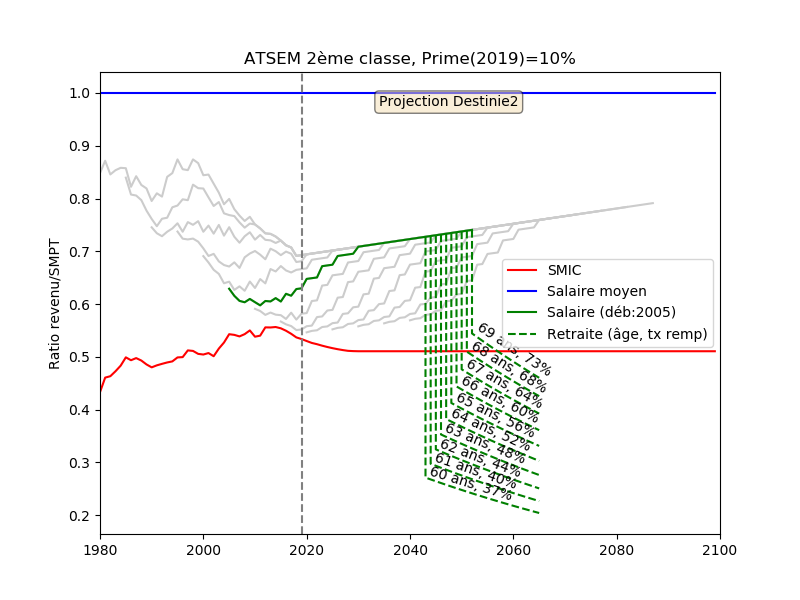 ATSEM 2ème classe, Prime(2019)=10%
Projection Destinie2
Ratio revenu/SMPT
1.0
0.9
0.8
0.7
0.6
0.5
0.4
0.3
0.2
SMIC
Salaire moyen
Salaire (déb:2005)
Retraite (âge, tx remp)
69 ans, 73%
68 ans, 68%
67 ans, 64%
66 ans, 60%
65 ans, 56%
64 ans, 52%
63 ans, 48%
62 ans, 44%
61 ans, 40%
60 ans, 37%
1980
2000
2020
2040
2060
2080
2100